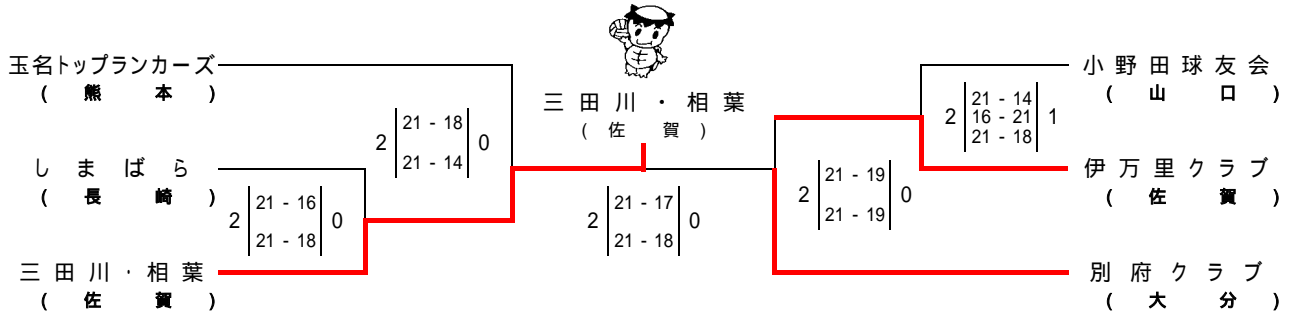 玉名トップランカーズ
( 熊 本 )
しまばら
( 長 崎 )
三田川・相葉
( 佐 賀 )
2 21 - 18 0
21 - 14
2 21 - 16 0
21 - 18
三田川・相葉
( 佐 賀 )
2 21 - 17 0
21 - 18
小野田球友会
( 山 口 )
21 - 14
2 16 - 21 1
21 - 18
伊万里クラブ
( 佐 賀 )
2 21 - 19 0
21 - 19
別府クラブ
( 大 分 )